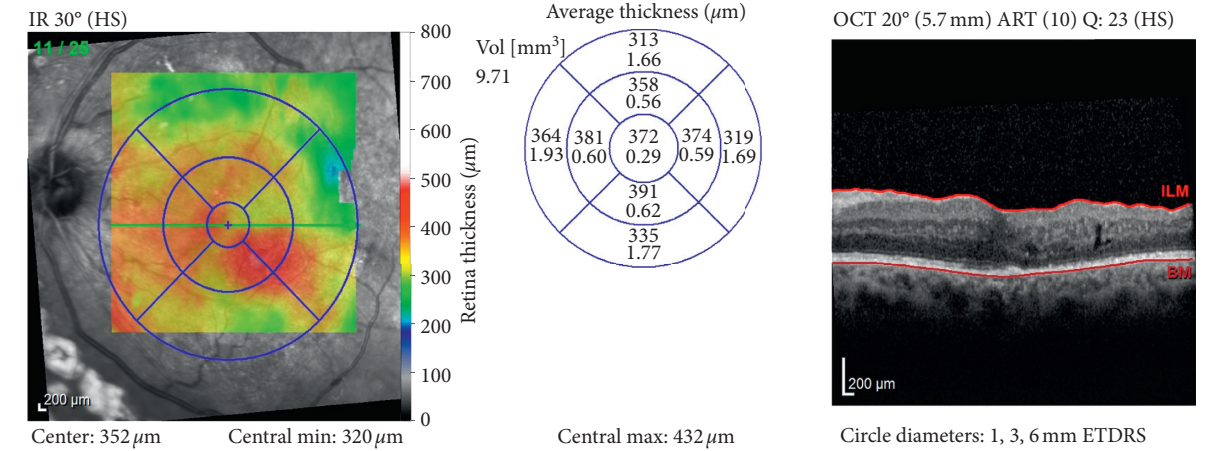 IR 30° (HS)
11 / 25
200 µm
800
700
600
500
400
300
200
100
0
Retina thickness (µm)
Center: 352 µm
Central min: 320 µm
Average thickness (µm)
Vol [mm³]
9.71
313
1.66
358
0.56
364 381 372 374 319
1.93 0.60 0.29 0.59 1.69
391
0.62
335
1.77
Central max: 432 µm
OCT 20° (5.7 mm) ART (10) Q: 23 (HS)
ILM
BM
200 µm
Circle diameters: 1, 3, 6 mm ETDRS